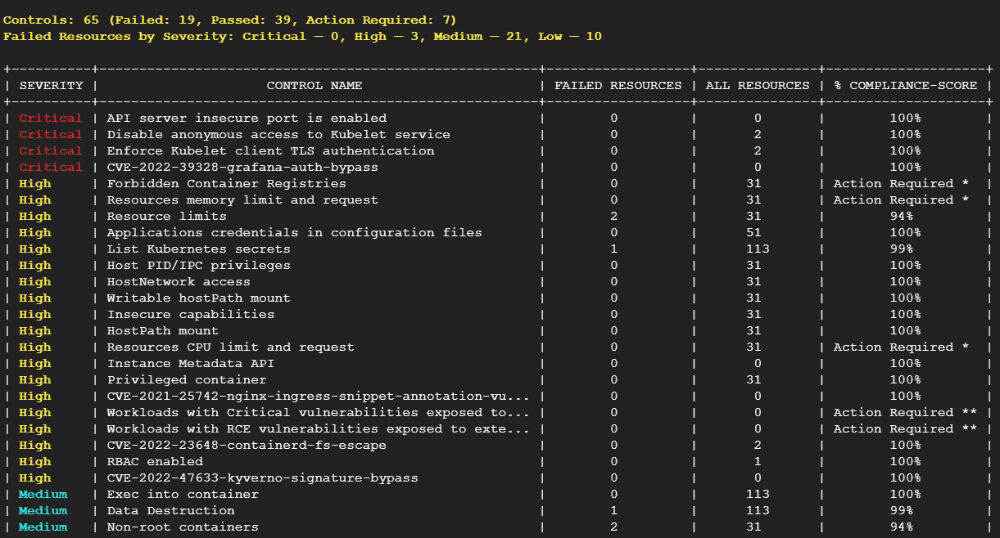 Controls: 65 (Failed: 19, Passed: 39, Action Required: 7)
Failed Resources by Severity: Critical — 0, High — 3, Medium — 21, Low — 10
| SEVERITY | CONTROL NAME | FAILED RESOURCES | ALL RESOURCES | % COMPLIANCE-SCORE |
| Critical | API server insecure port is enabled | 0 | 0 | 100% |
| Critical | Disable anonymous access to Kubelet service | 0 | 2 | 100% |
| Critical | Enforce Kubelet client TLS authentication | 0 | 2 | 100% |
| Critical | CVE-2022-39328-grafana-auth-bypass | 0 | 0 | 100% |
| High | Forbidden Container Registries | 0 | 31 | Action Required * |
| High | Resources memory limit and request | 0 | 31 | Action Required * |
| High | Resource limits | 2 | 31 | 94% |
| High | Applications credentials in configuration files | 0 | 51 | 100% |
| High | List Kubernetes secrets | 1 | 113 | 99% |
| High | Host PID/IPC privileges | 0 | 31 | 100% |
| High | HostNetwork access | 0 | 31 | 100% |
| High | Writable hostPath mount | 0 | 31 | 100% |
| High | Insecure capabilities | 0 | 31 | 100% |
| High | HostPath mount | 0 | 31 | 100% |
| High | Resources CPU limit and request | 0 | 31 | Action Required * |
| High | Instance Metadata API | 0 | 0 | 100% |
| High | Privileged container | 0 | 31 | 100% |
| High | CVE-2021-25742-nginx-ingress-snippet-annotation-vu... | 0 | 0 | 100% |
| High | Workloads with Critical vulnerabilities exposed to... | 0 | 0 | Action Required ** |
| High | Workloads with RCE vulnerabilities exposed to exte... | 0 | 0 | Action Required ** |
| High | CVE-2022-23648-containerd-fs-escape | 0 | 2 | 100% |
| High | RBAC enabled | 0 | 1 | 100% |
| High | CVE-2022-47633-kyverno-signature-bypass | 0 | 0 | 100% |
| Medium | Exec into container | 0 | 113 | 100% |
| Medium | Data Destruction | 1 | 113 | 99% |
| Medium | Non-root containers | 2 | 31 | 94% |